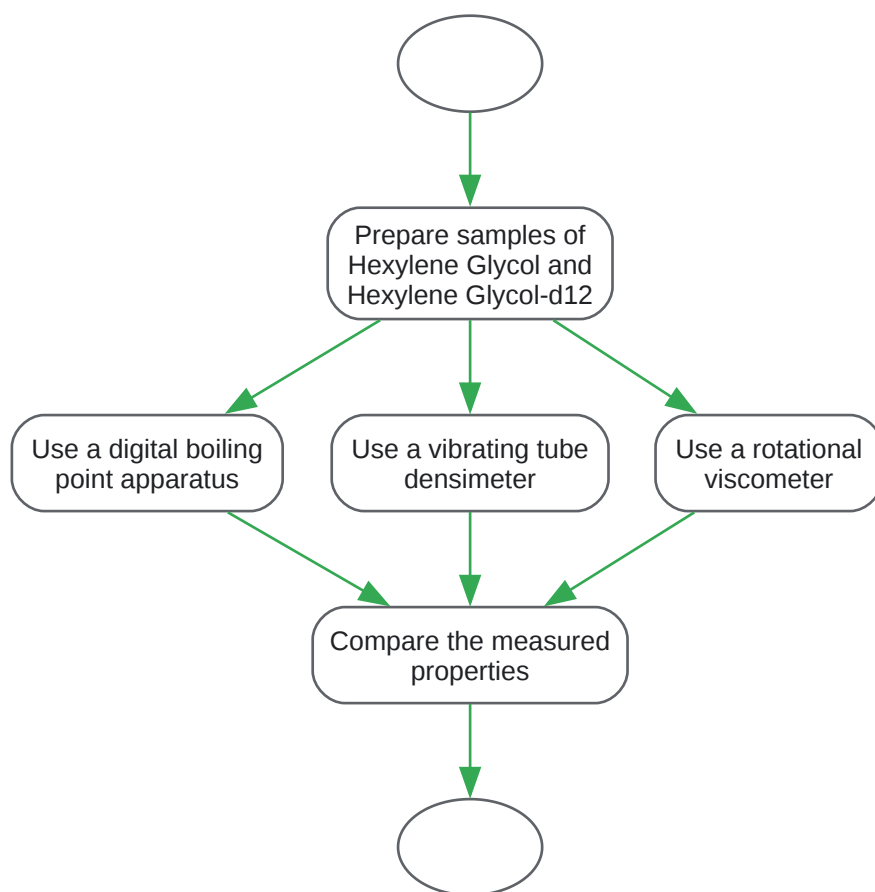 Prepare samples of
Hexylene Glycol and
Hexylene Glycol-d12
Use a digital boiling
point apparatus
Use a vibrating tube
densimeter
Use a rotational
viscometer
Compare the measured
properties